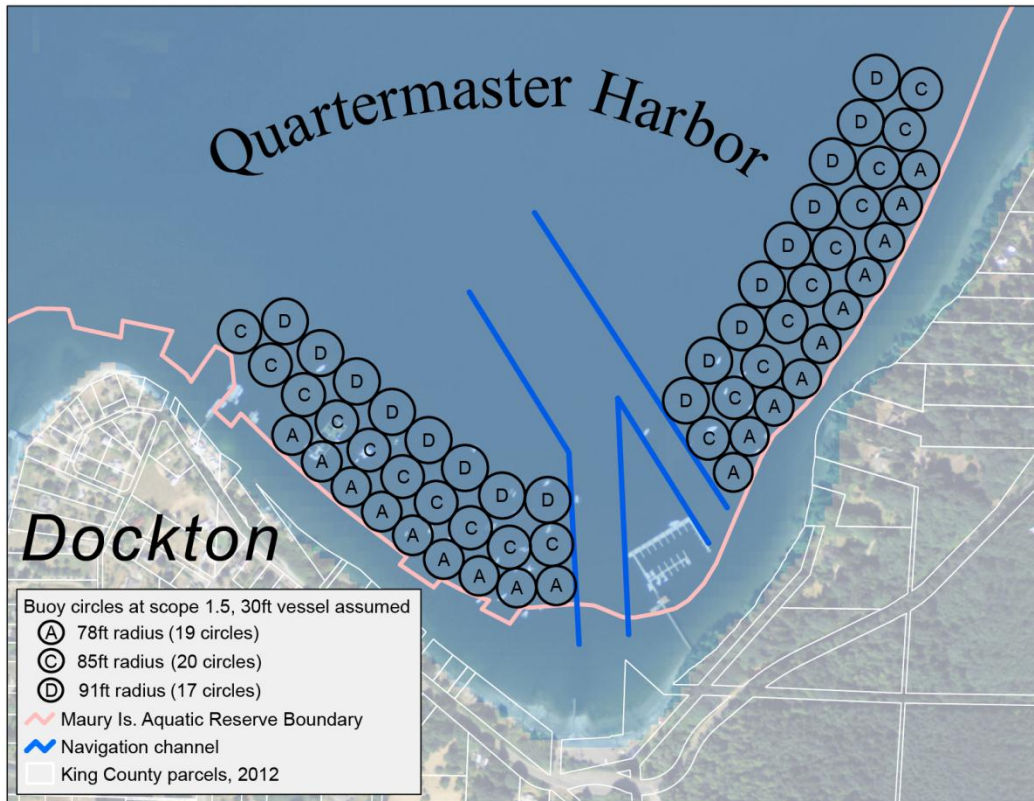 Quartermaster Harbor
D C
D C
D C A
D C A
D C A
D C A
D C A
D C A
D C A
C A
A
A
C D
C D
C D
A C D
A C D
A C D
A C D
A C D
A C
A C
A
Dockton
Buoy circles at scope 1.5, 30ft vessel assumed
A 78ft radius (19 circles)
C 85ft radius (20 circles)
D 91ft radius (17 circles)
Maury Is. Aquatic Reserve Boundary
Navigation channel
King County parcels, 2012